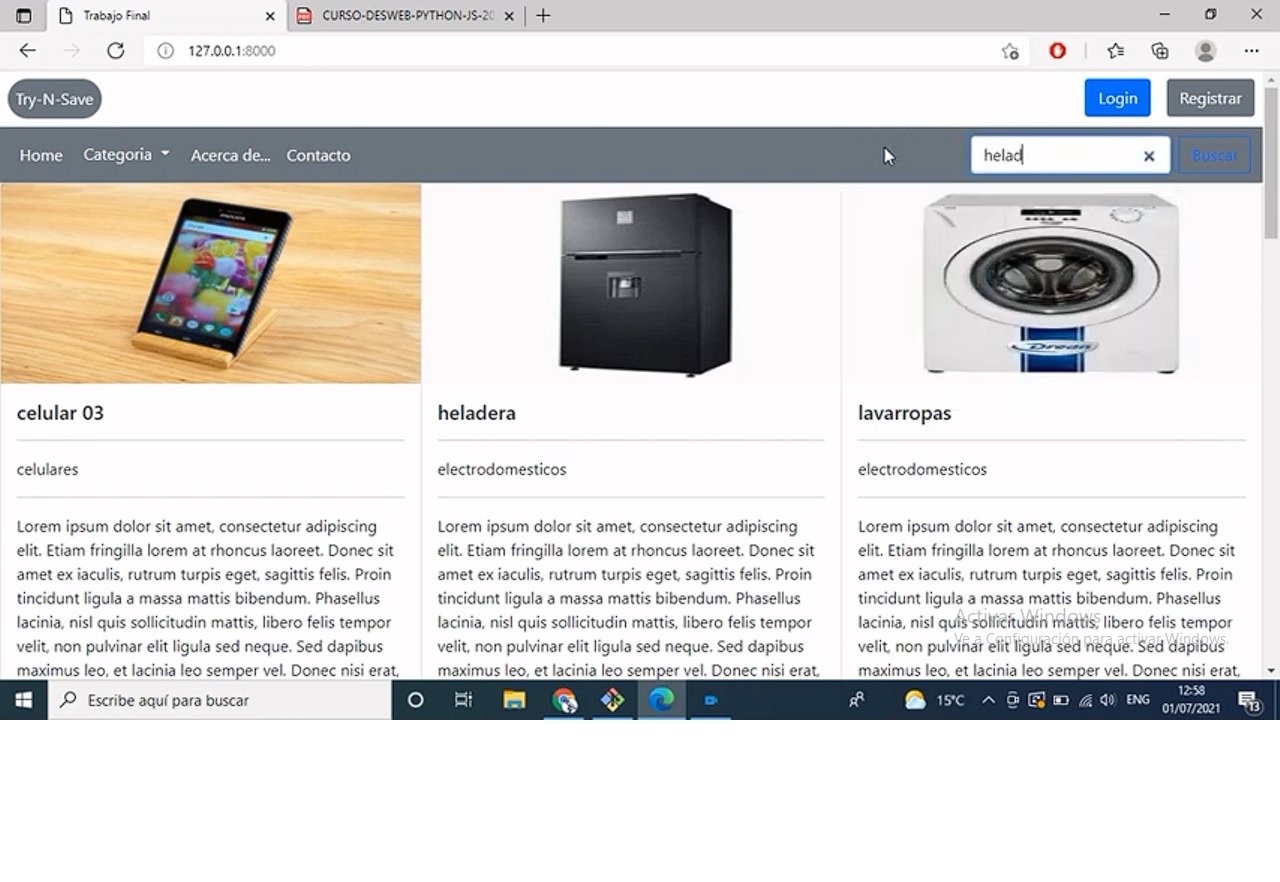 Trabajo Final
CURSO-DESWEB-PYTHON-JS-20
127.0.0.1:8000
Try-N-Save
Login
Registrar
Home
Categoria
Acerca de...
Contacto
helad
Buscar
PHILIPS
Drean
celular 03
heladera
lavarropas
celulares
electrodomesticos
electrodomesticos
Lorem ipsum dolor sit amet, consectetur adipiscing
elit. Etiam fringilla lorem at rhoncus laoreet. Donec sit
amet ex iaculis, rutrum turpis eget, sagittis felis. Proin
tincidunt ligula a massa mattis bibendum. Phasellus
lacinia, nisl quis sollicitudin mattis, libero felis tempor
velit, non pulvinar elit ligula sed neque. Sed dapibus
maximus leo, et lacinia leo semper vel. Donec nisi erat,
Lorem ipsum dolor sit amet, consectetur adipiscing
elit. Etiam fringilla lorem at rhoncus laoreet. Donec sit
amet ex iaculis, rutrum turpis eget, sagittis felis. Proin
tincidunt ligula a massa mattis bibendum. Phasellus
lacinia, nisl quis sollicitudin mattis, libero felis tempor
velit, non pulvinar elit ligula sed neque. Sed dapibus
maximus leo, et lacinia leo semper vel. Donec nisi erat,
Lorem ipsum dolor sit amet, consectetur adipiscing
elit. Etiam fringilla lorem at rhoncus laoreet. Donec sit
amet ex iaculis, rutrum turpis eget, sagittis felis. Proin
tincidunt ligula a massa mattis bibendum. Phasellus
lacinia, nisl quis sollicitudin mattis, libero felis tempor
velit, non pulvinar elit ligula sed neque. Sed dapibus
maximus leo, et lacinia leo semper vel. Donec nisi erat,
Activar Windows
Ve a Configuración para activar Windows.
Escribe aquí para buscar
15°C
ENG
12:58
01/07/2021
13